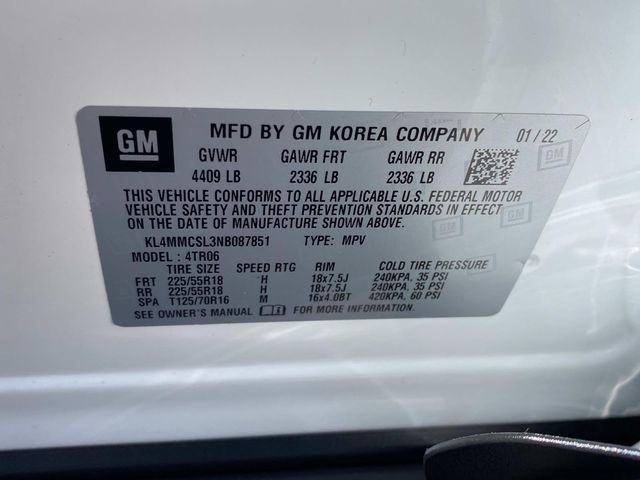 GM MFD BY GM KOREA COMPANY 01/22
GVWR GAWR FRT GAWR RR
4409 LB 2336 LB 2336 LB
THIS VEHICLE CONFORMS TO ALL APPLICABLE U.S. FEDERAL MOTOR
VEHICLE SAFETY AND THEFT PREVENTION STANDARDS IN EFFECT
ON THE DATE OF MANUFACTURE SHOWN ABOVE.
KL4MMCSL3NB087851 TYPE: MPV
MODEL : 4TR06
TIRE SIZE SPEED RTG RIM COLD TIRE PRESSURE
FRT 225/55R18 H 18x7.5J 240KPA, 35 PSI
RR 225/55R18 H 18x7.5J 240KPA, 35 PSI
SPA T125/70R16 M 16x4.0BT 420KPA, 60 PSI
SEE OWNER'S MANUAL FOR MORE INFORMATION.